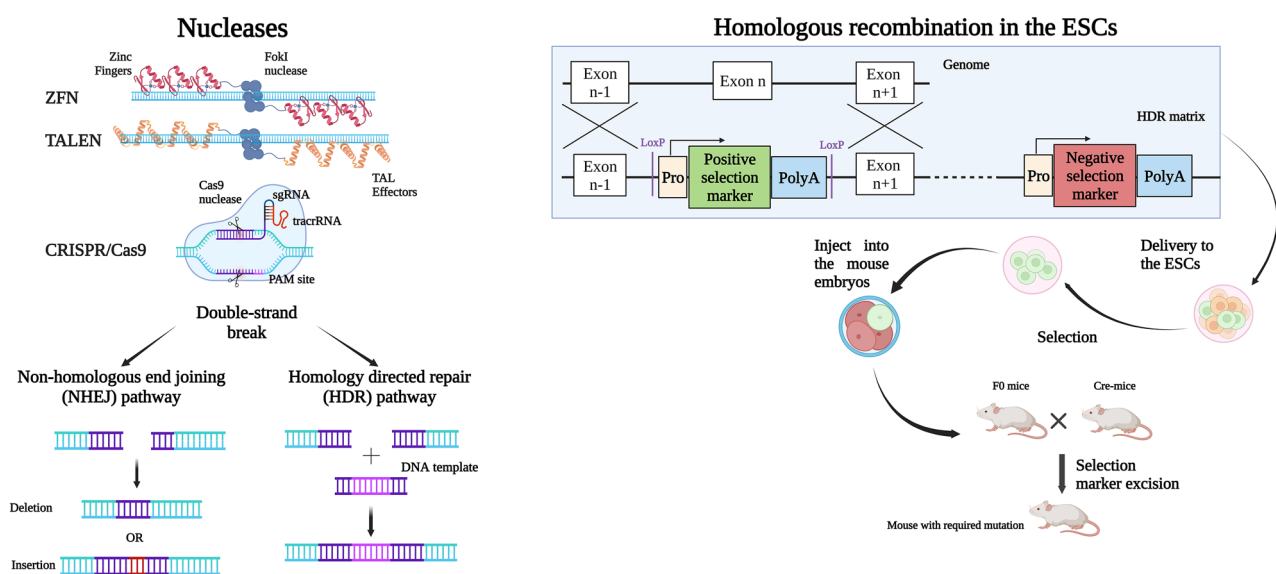 Nucleases
Zinc
Fingers
FokI
nuclease
ZFN
TALEN
TAL
Effectors
Cas9
nuclease
sgRNA
tracrRNA
CRISPR/Cas9
PAM site
Double-strand
break
Non-homologous end joining
(NHEJ) pathway
Homology directed repair
(HDR) pathway
DNA template
Deletion
OR
Insertion
Homologous recombination in the ESCs
Exon
n-1
Exon n
Exon
n+1
Genome
HDR matrix
LoxP
LoxP
Exon
n-1
Pro
Positive
selection
marker
PolyA
Exon
n+1
Pro
Negative
selection
marker
PolyA
Inject into
the mouse
embryos
Delivery to
the ESCs
Selection
F0 mice
Cre-mice
Selection
marker excision
Mouse with required mutation